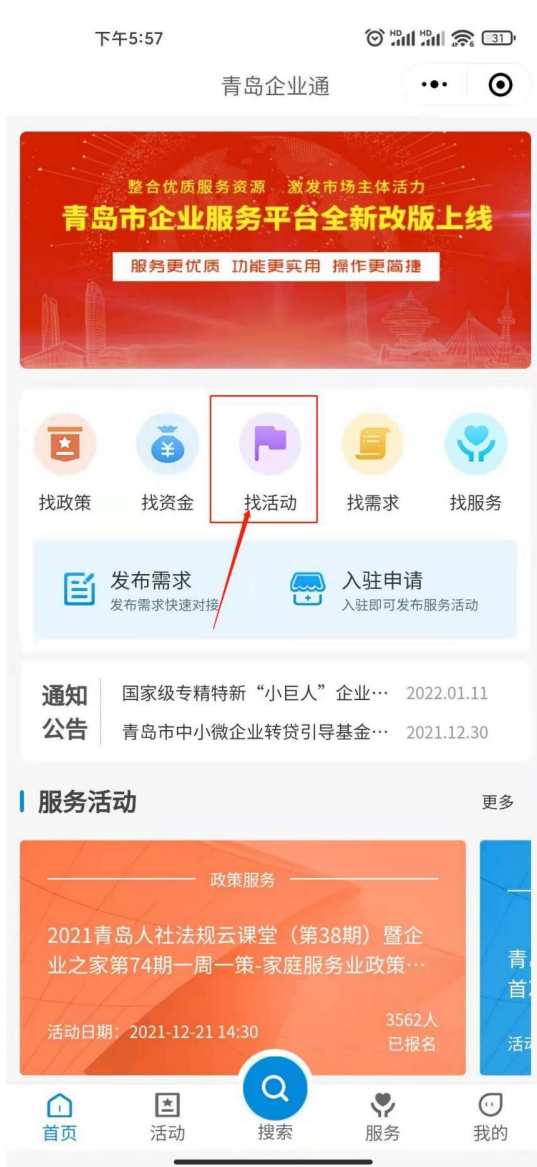 下午5:57
HD HD 6 31
青岛企业通
整合优质服务资源 激发市场主体活力
青岛市企业服务平台全新改版上线
服务更优质 功能更实用 操作更简捷
找政策 找资金 找活动 找需求 找服务
发布需求 入驻申请
发布需求快速对接 入驻即可发布服务活动
通知 国家级专精特新“小巨人”企业… 2022.01.11
公告 青岛市中小微企业转贷引导基金… 2021.12.30
服务活动 更多
政策服务
2021青岛人社法规云课堂（第38期）暨企
业之家第74期一周一策-家庭服务业政策…
青
首
活动日期：2021-12-21 14:30
3562人
已报名
活
首页 活动 搜索 服务 我的